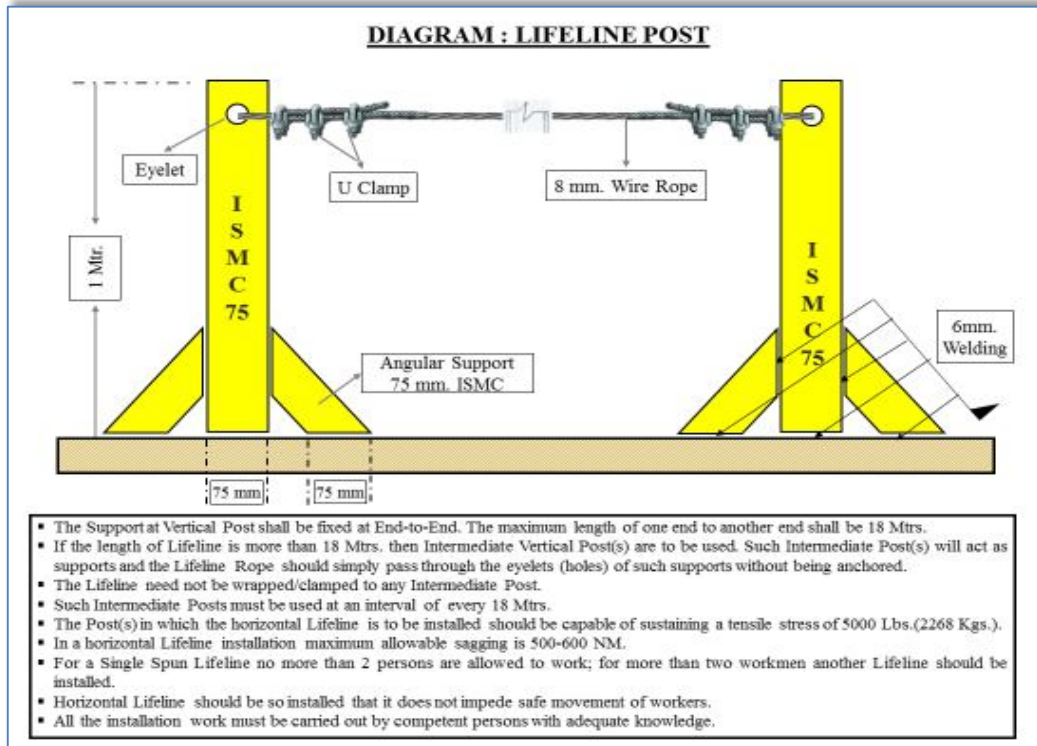 DIAGRAM : LIFELINE POST
Eyelet
U Clamp
8 mm. Wire Rope
1 Mtr.
I
S
M
C
75
I
S
M
C
75
6mm.
Welding
Angular Support
75 mm. ISMC
75 mm
75 mm
▪ The Support at Vertical Post shall be fixed at End-to-End. The maximum length of one end to another end shall be 18 Mtrs.
▪ If the length of Lifeline is more than 18 Mtrs. then Intermediate Vertical Post(s) are to be used. Such Intermediate Post(s) will act as
supports and the Lifeline Rope should simply pass through the eyelets (holes) of such supports without being anchored.
▪ The Lifeline need not be wrapped/clamped to any Intermediate Post.
▪ Such Intermediate Posts must be used at an interval of every 18 Mtrs.
▪ The Post(s) in which the horizontal Lifeline is to be installed should be capable of sustaining a tensile stress of 5000 Lbs.(2268 Kgs.).
▪ In a horizontal Lifeline installation maximum allowable sagging is 500-600 NM.
▪ For a Single Spun Lifeline no more than 2 persons are allowed to work; for more than two workmen another Lifeline should be
installed.
▪ Horizontal Lifeline should be so installed that it does not impede safe movement of workers.
▪ All the installation work must be carried out by competent persons with adequate knowledge.